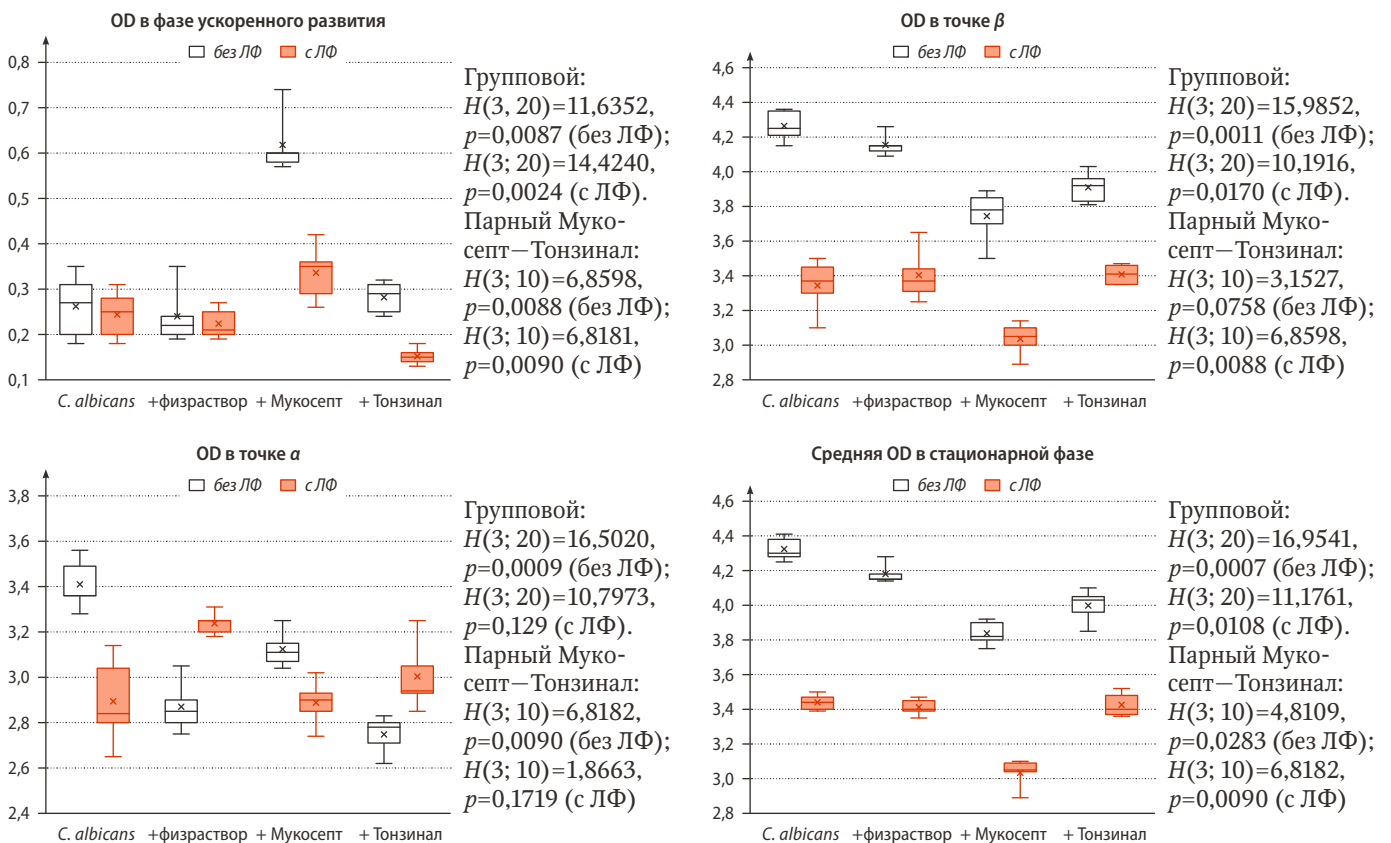 OD в фазе ускоренного развития
без ЛФ с ЛФ
0,8
0,7
0,6
0,5
0,4
0,3
0,2
0,1
C. albicans +физраствор + Мукосепт + Тонзинал
Групповой:
H(3, 20)=11,6352,
p=0,0087 (без ЛФ);
H(3; 20)=14,4240,
p=0,0024 (с ЛФ).
Парный Муко-
септ—Тонзинал:
H(3; 10)=6,8598,
p=0,0088 (без ЛФ);
H(3; 10)=6,8181,
p=0,0090 (с ЛФ)
OD в точке β
без ЛФ с ЛФ
4,6
4,4
4,2
4,0
3,8
3,6
3,4
3,2
3,0
2,8
C. albicans +физраствор + Мукосепт + Тонзинал
Групповой:
H(3; 20)=15,9852,
p=0,0011 (без ЛФ);
H(3; 20)=10,1916,
p=0,0170 (с ЛФ).
Парный Муко-
септ—Тонзинал:
H(3; 10)=3,1527,
p=0,0758 (без ЛФ);
H(3; 10)=6,8598,
p=0,0088 (с ЛФ)
OD в точке α
без ЛФ с ЛФ
3,8
3,6
3,4
3,2
3,0
2,8
2,6
2,4
C. albicans +физраствор + Мукосепт + Тонзинал
Групповой:
H(3; 20)=16,5020,
p=0,0009 (без ЛФ);
H(3; 20)=10,7973,
p=0,129 (с ЛФ).
Парный Муко-
септ—Тонзинал:
H(3; 10)=6,8182,
p=0,0090 (без ЛФ);
H(3; 10)=1,8663,
p=0,1719 (с ЛФ)
Средняя OD в стационарной фазе
без ЛФ с ЛФ
4,6
4,4
4,2
4,0
3,8
3,6
3,4
3,2
3,0
2,8
C. albicans +физраствор + Мукосепт + Тонзинал
Групповой:
H(3; 20)=16,9541,
p=0,0007 (без ЛФ);
H(3; 20)=11,1761,
p=0,0108 (с ЛФ).
Парный Муко-
септ—Тонзинал:
H(3; 10)=4,8109,
p=0,0283 (без ЛФ);
H(3; 10)=6,8182,
p=0,0090 (с ЛФ)